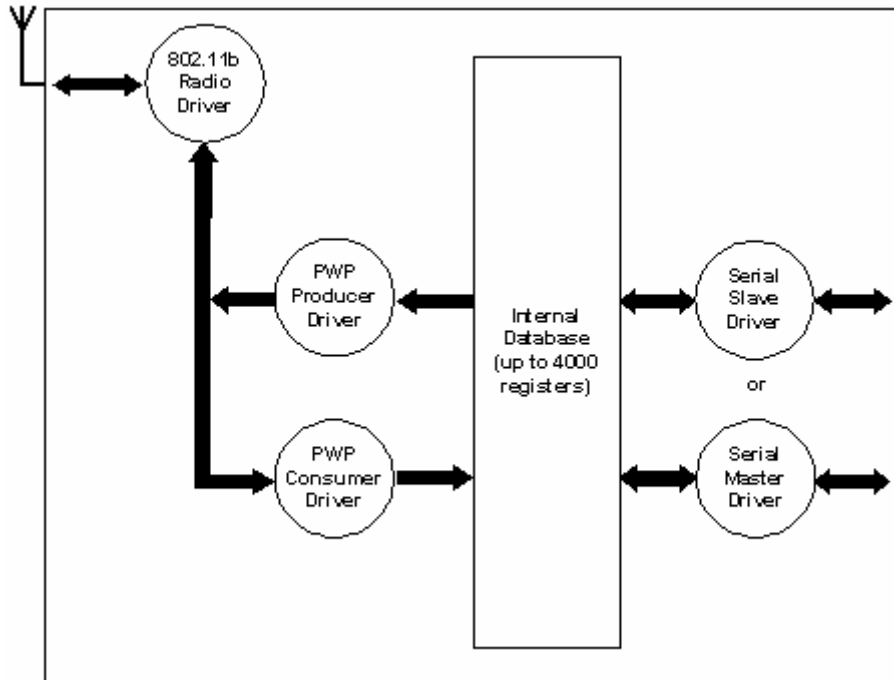 802.11b
Radio
Driver
PWP
Producer
Driver
PWP
Consumer
Driver
Internal
Database
(up to 4000
registers)
Serial
Slave
Driver
or
Serial
Master
Driver